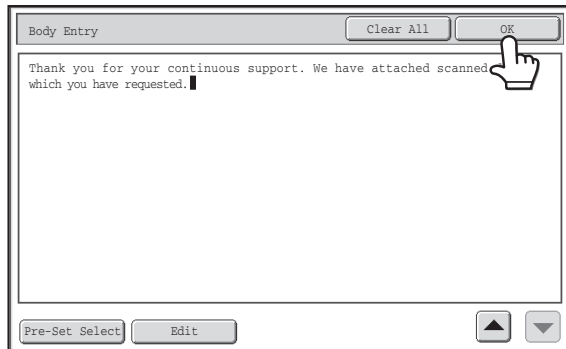 Body Entry
Clear All
OK
Thank you for your continuous support. We have attached scanned
which you have requested.
Pre-Set Select
Edit